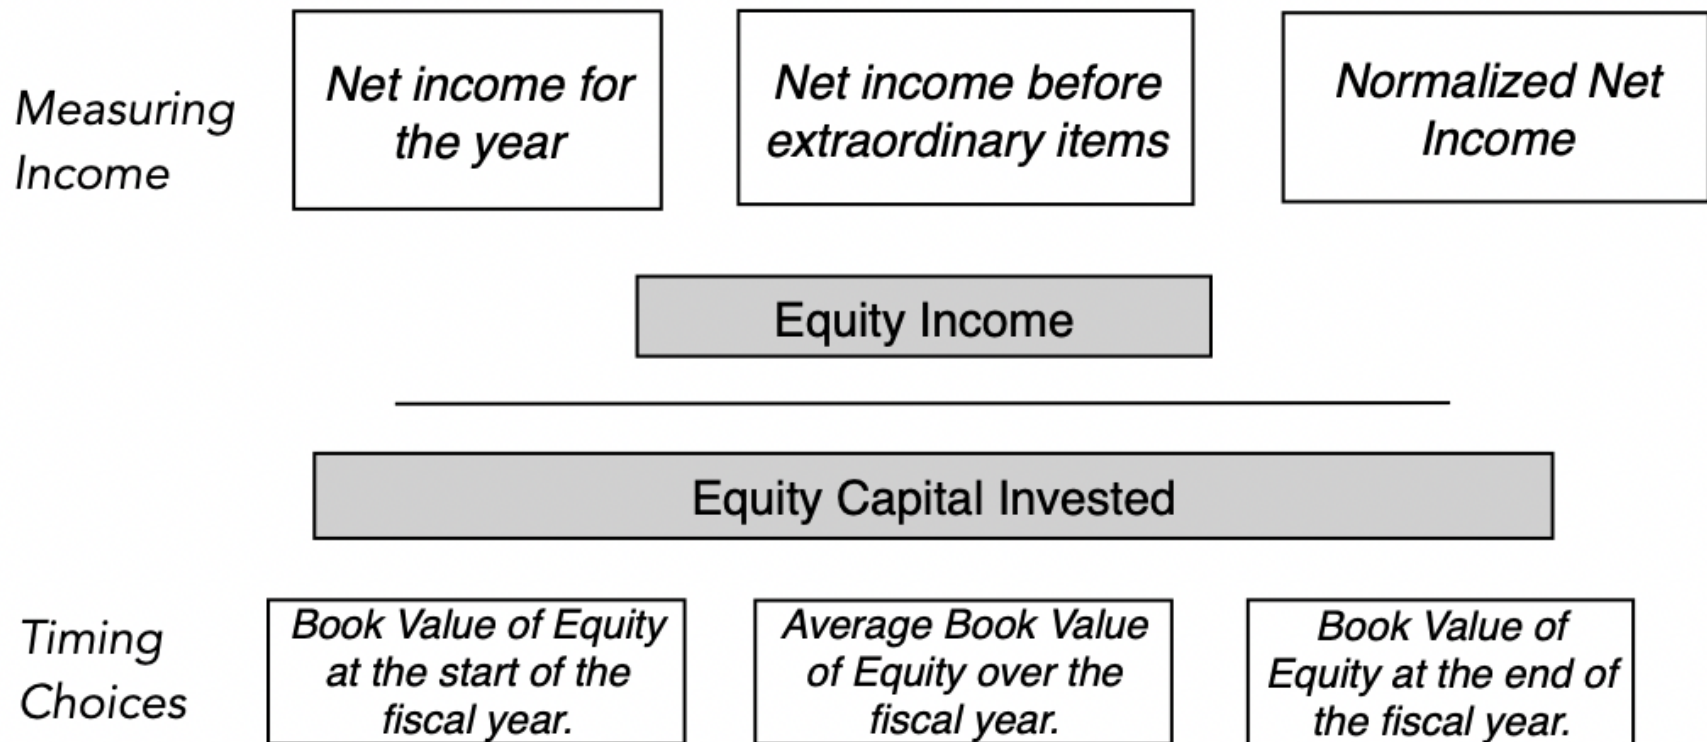 Measuring
Income
Net income for
the year
Net income before
extraordinary items
Normalized Net
Income
Equity Income
Equity Capital Invested
Timing
Choices
Book Value of Equity
at the start of the
fiscal year.
Average Book Value
of Equity over the
fiscal year.
Book Value of
Equity at the end of
the fiscal year.